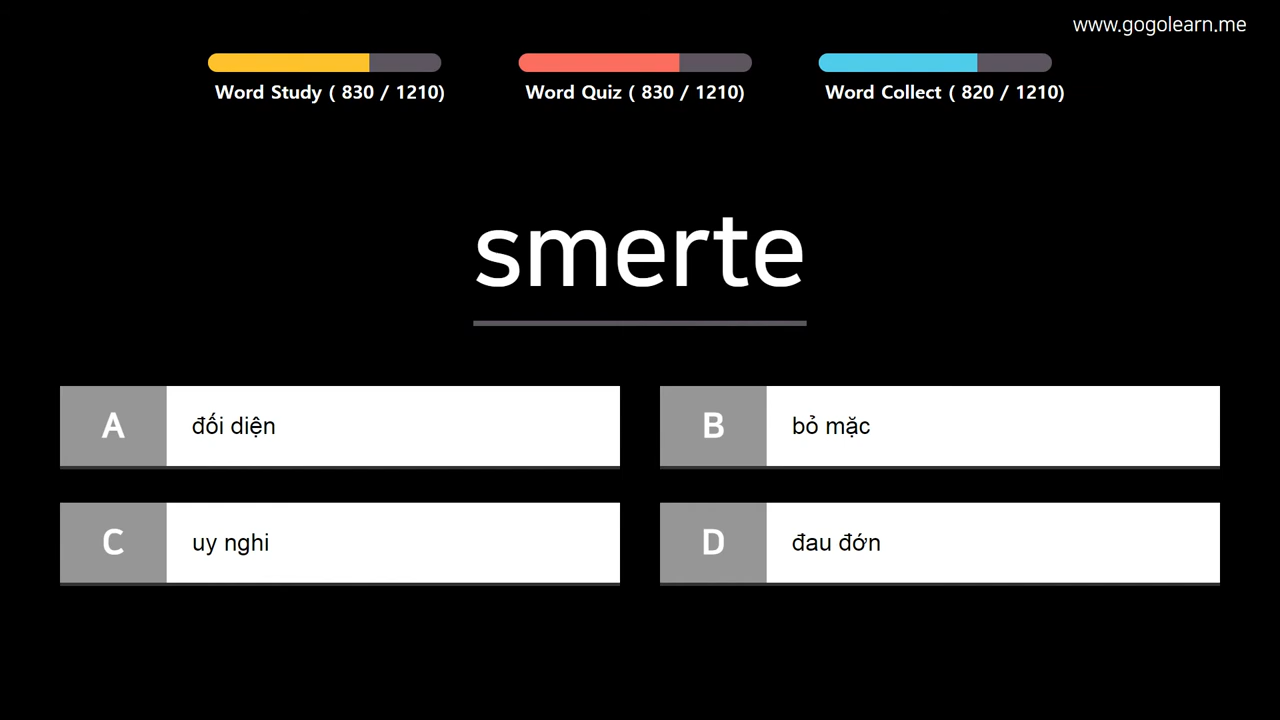 www.gogolearn.me
Word Study ( 830 / 1210)
Word Quiz ( 830 / 1210)
Word Collect ( 820 / 1210)
smerte
A đối diện
B bỏ mặc
C uy nghi
D đau đớn